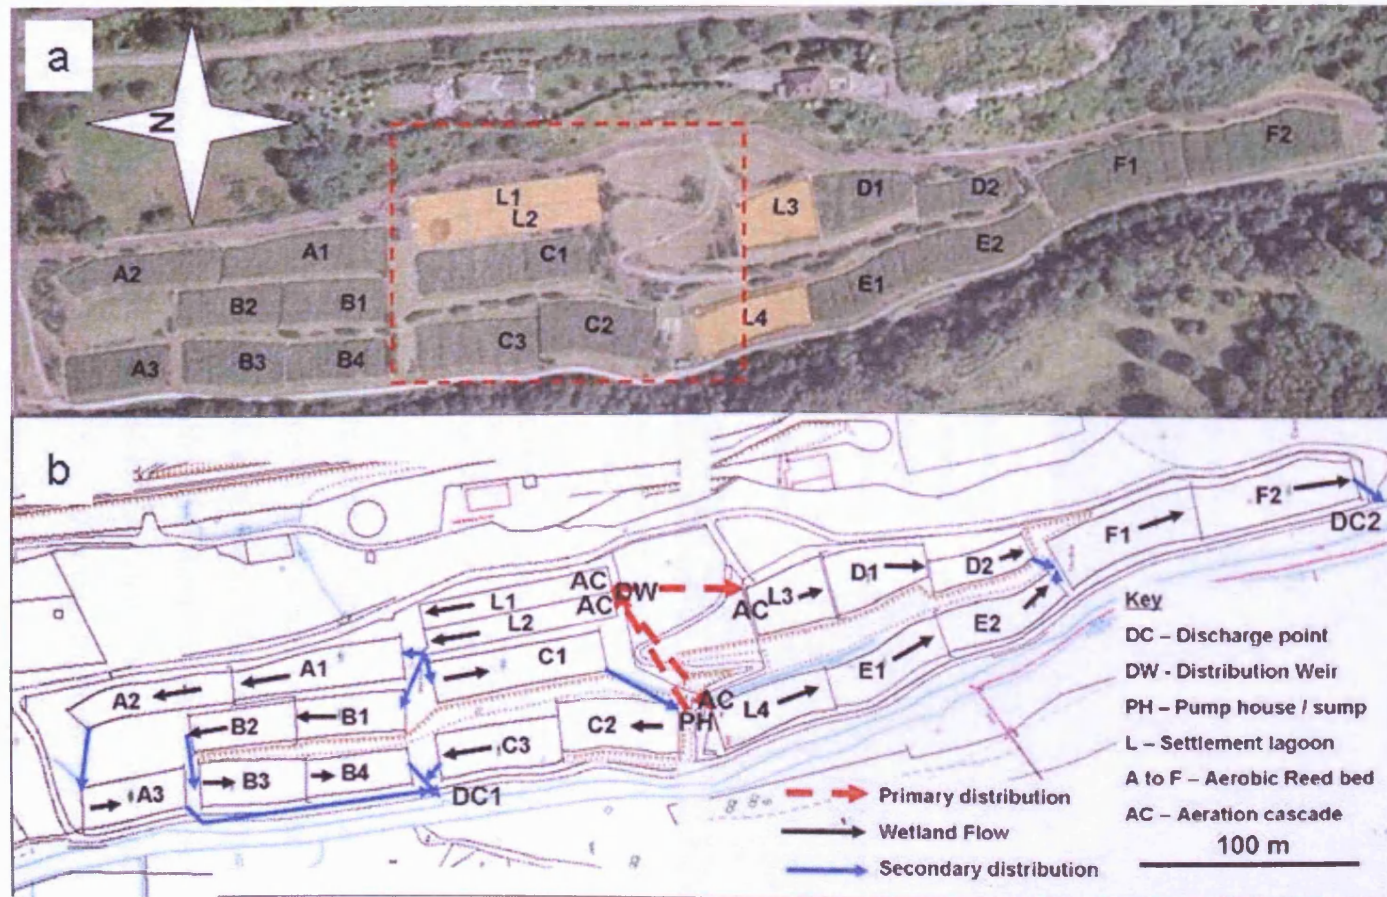 a
N
L1
L2
L3
D1
D2
F1
F2
A2
A1
C1
E2
B2
B1
E1
L4
C2
C3
A3
B3
B4
b
F2
DC2
F1
D2
D1
AC
DW
L3
AC
L1
AC
L2
E2
E1
A1
C1
A2
AC
L4
B2
B1
PH
C2
C3
B3
B4
A3
DC1
Key
DC – Discharge point
DW - Distribution Weir
PH – Pump house / sump
L – Settlement lagoon
A to F – Aerobic Reed bed
AC – Aeration cascade
100 m
Primary distribution
Wetland Flow
Secondary distribution